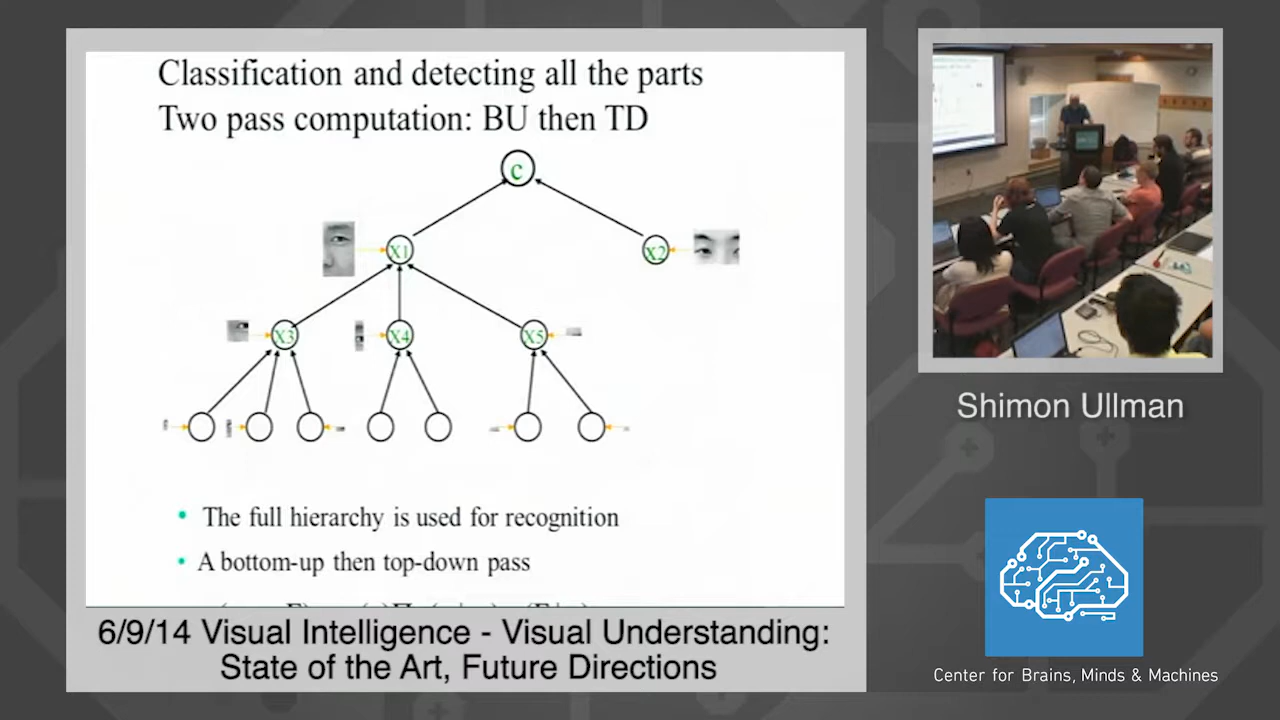 Classification and detecting all the parts
Two pass computation: BU then TD
c
X1
X2
X3
X4
X5
• The full hierarchy is used for recognition
• A bottom-up then top-down pass
6/9/14 Visual Intelligence - Visual Understanding:
State of the Art, Future Directions
Shimon Ullman
Center for Brains, Minds & Machines